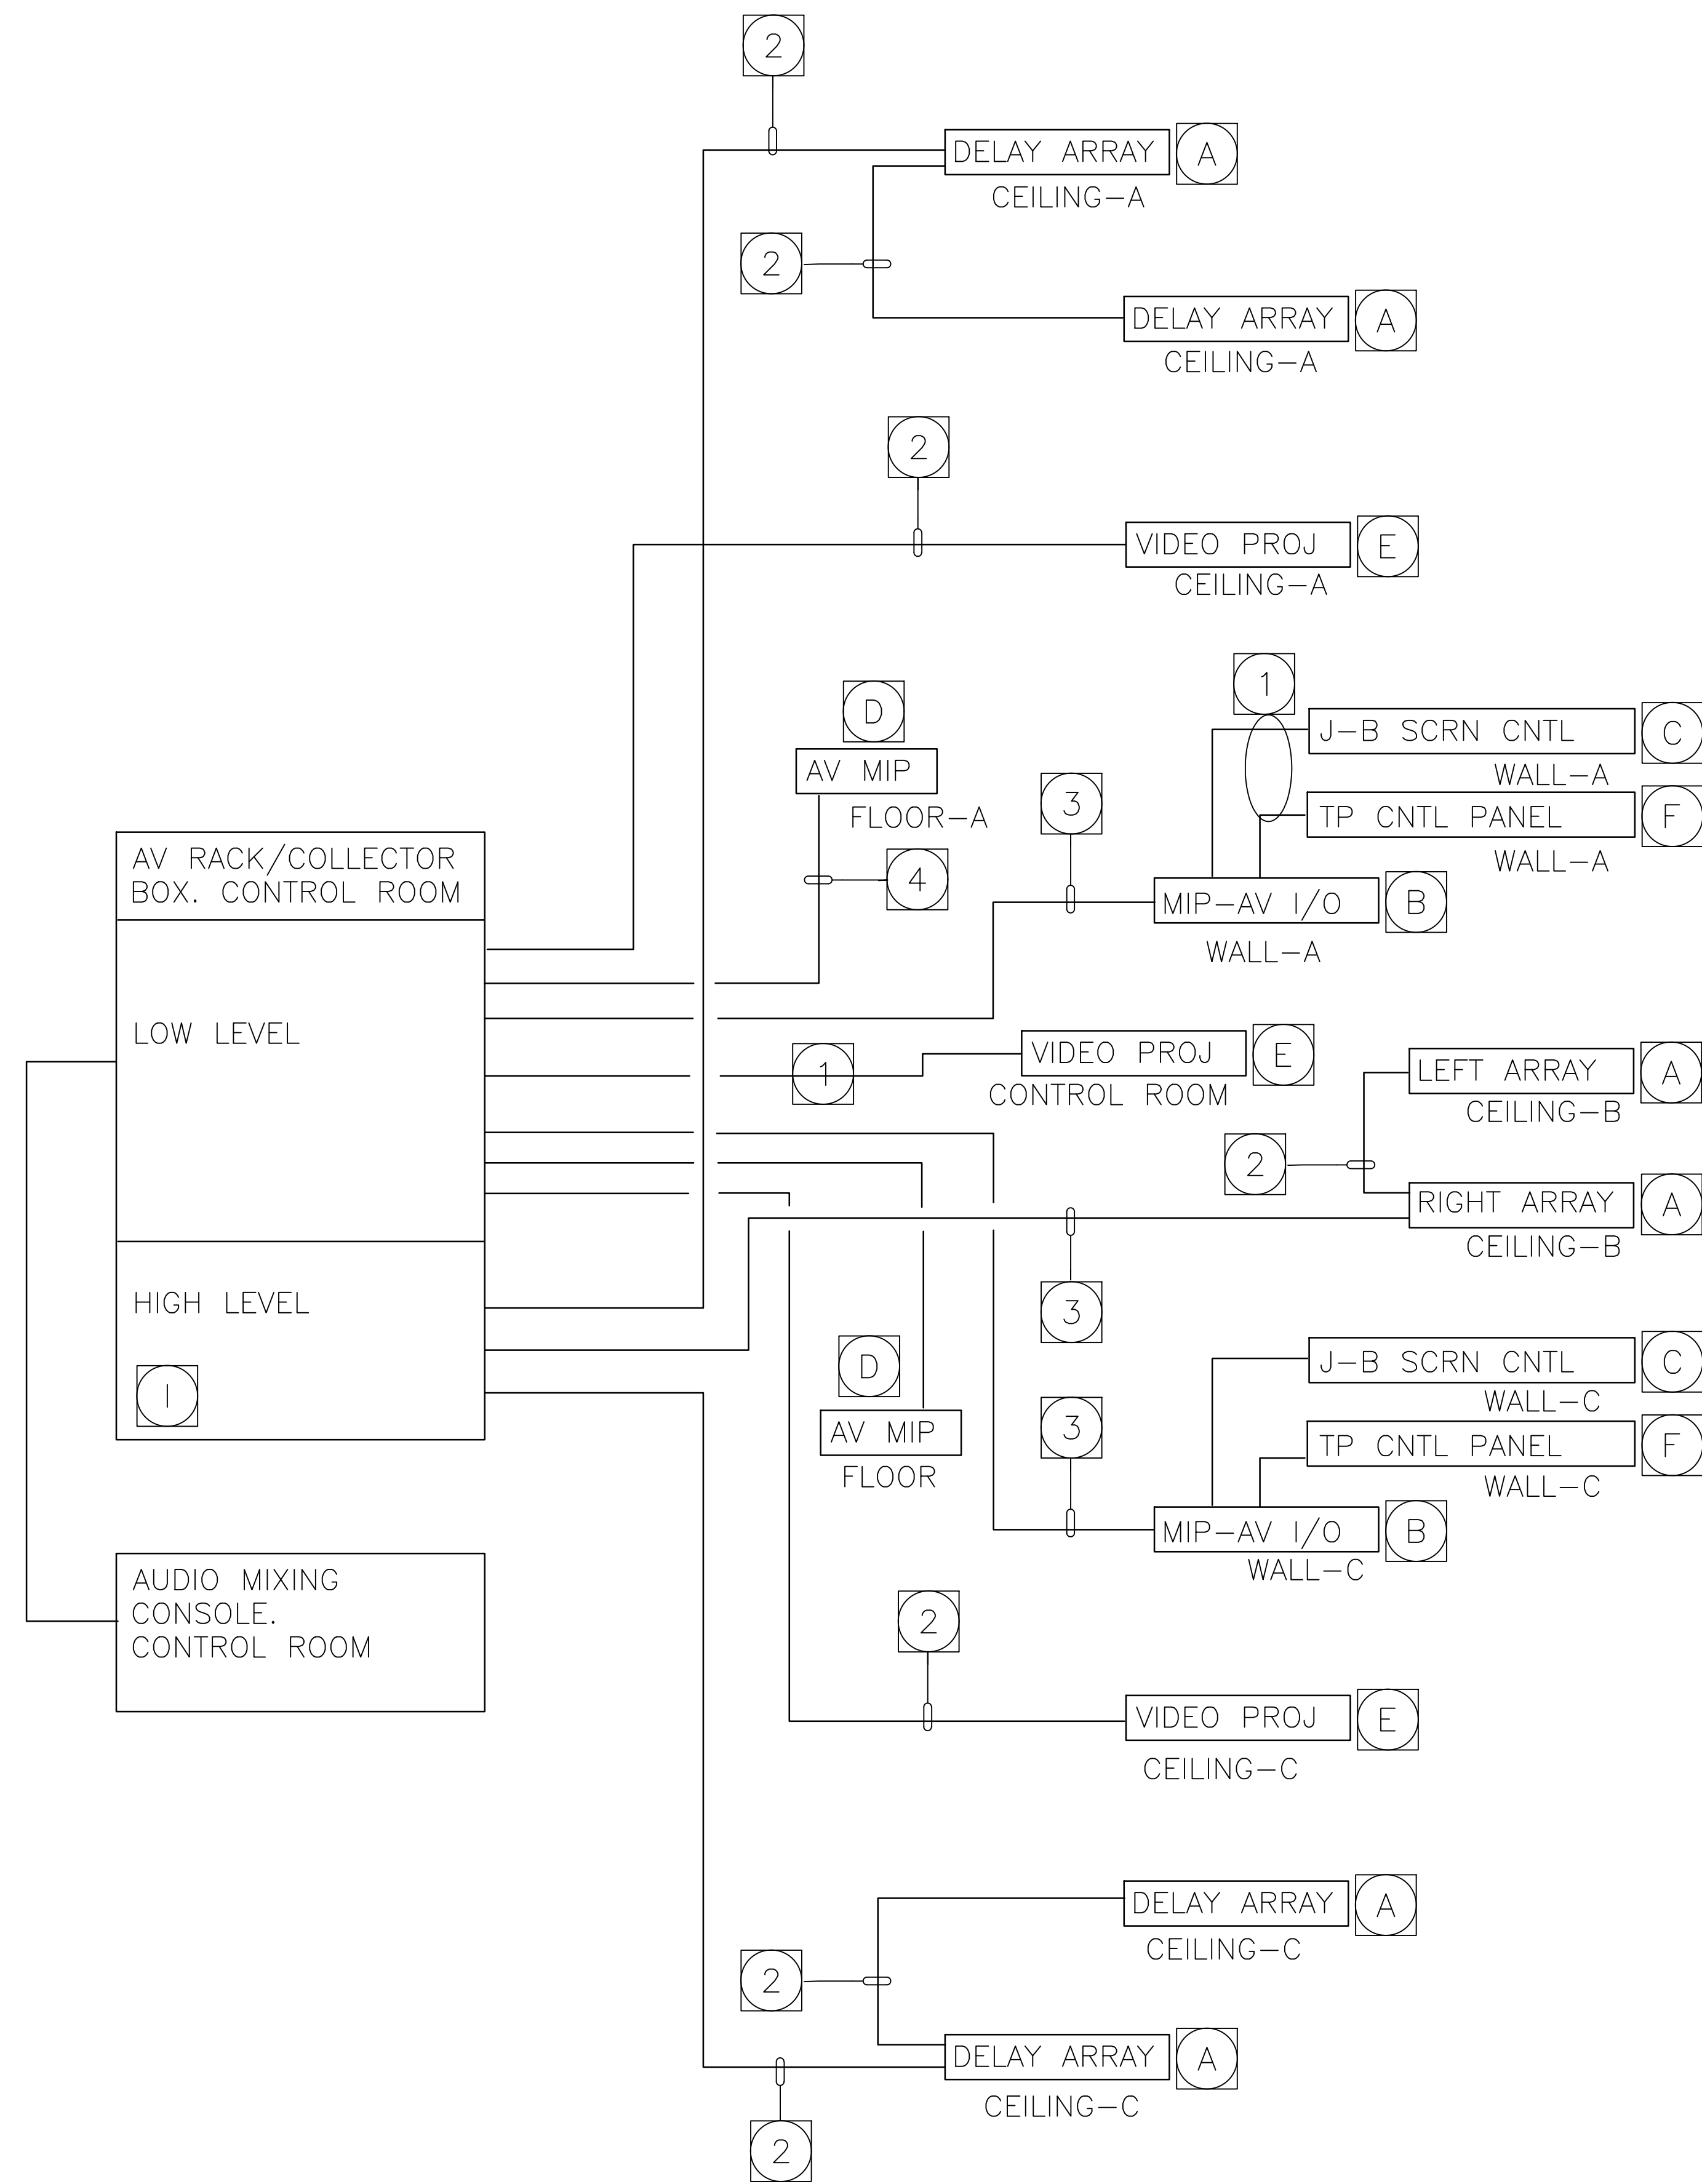 2
DELAY ARRAY
A
CEILING-A
2
DELAY ARRAY
A
CEILING-A
2
VIDEO PROJ
E
CEILING-A
1
D
J-B SCRN CNTL
C
AV MIP
WALL-A
3
FLOOR-A
TP CNTL PANEL
F
WALL-A
AV RACK/COLLECTOR
BOX. CONTROL ROOM
4
MIP-AV I/O
B
WALL-A
LOW LEVEL
1
VIDEO PROJ
E
CONTROL ROOM
LEFT ARRAY
A
CEILING-B
2
RIGHT ARRAY
A
CEILING-B
HIGH LEVEL
3
I
D
J-B SCRN CNTL
C
WALL-C
AV MIP
3
TP CNTL PANEL
F
FLOOR
WALL-C
MIP-AV I/O
B
WALL-C
AUDIO MIXING
CONSOLE.
CONTROL ROOM
2
VIDEO PROJ
E
CEILING-C
DELAY ARRAY
A
CEILING-C
2
DELAY ARRAY
A
CEILING-C
2